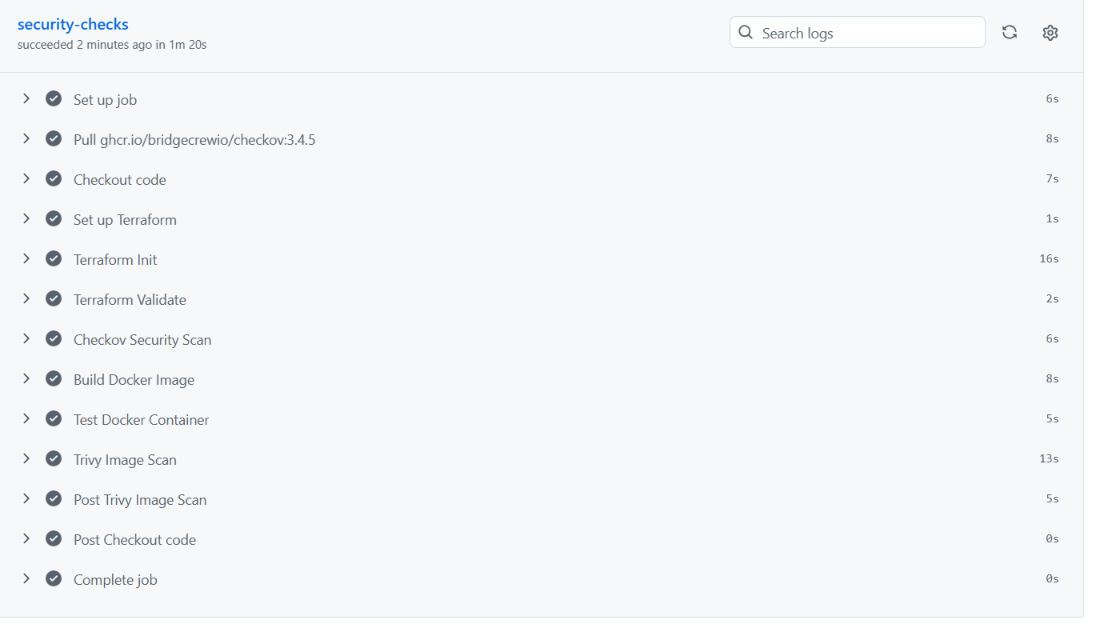 security-checks
succeeded 2 minutes ago in 1m 20s
Search logs
Set up job 6s
Pull ghcr.io/bridgecrewio/checkov:3.4.5 8s
Checkout code 7s
Set up Terraform 1s
Terraform Init 16s
Terraform Validate 2s
Checkov Security Scan 6s
Build Docker Image 8s
Test Docker Container 5s
Trivy Image Scan 13s
Post Trivy Image Scan 5s
Post Checkout code 0s
Complete job 0s